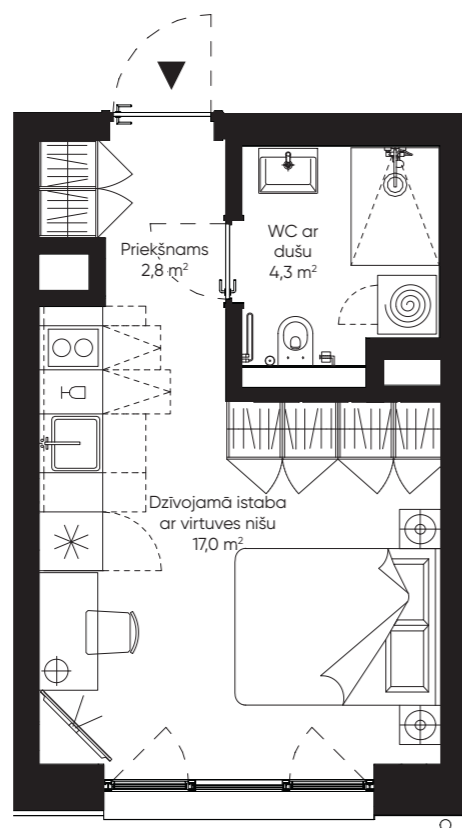 Priekšnams
2,8 m²
WC ar
dušu
4,3 m²
Dzīvojamā istaba
ar virtuves nišu
17,0 m²